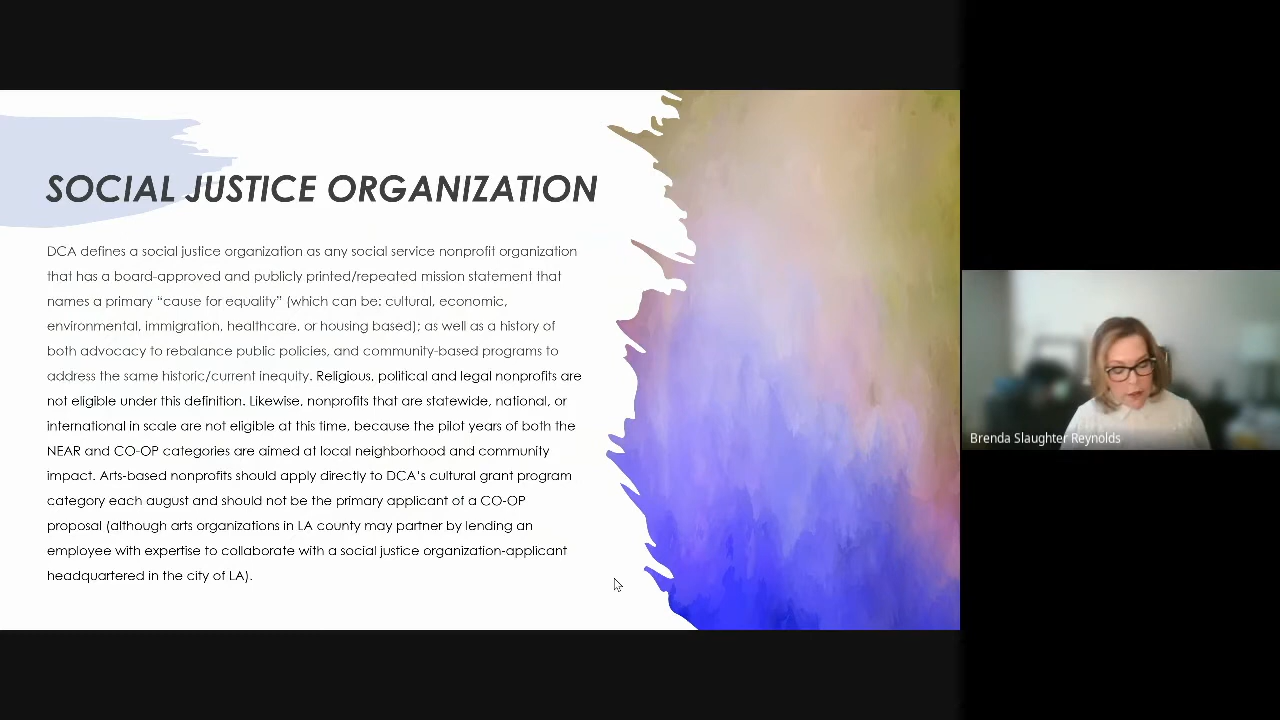 SOCIAL JUSTICE ORGANIZATION
DCA defines a social justice organization as any social service nonprofit organization
that has a board-approved and publicly printed/repeated mission statement that
names a primary “cause for equality” (which can be: cultural, economic,
environmental, immigration, healthcare, or housing based); as well as a history of
both advocacy to rebalance public policies, and community-based programs to
address the same historic/current inequity. Religious, political and legal nonprofits are
not eligible under this definition. Likewise, nonprofits that are statewide, national, or
international in scale are not eligible at this time, because the pilot years of both the
NEAR and CO-OP categories are aimed at local neighborhood and community
impact. Arts-based nonprofits should apply directly to DCA’s cultural grant program
category each august and should not be the primary applicant of a CO-OP
proposal (although arts organizations in LA county may partner by lending an
employee with expertise to collaborate with a social justice organization-applicant
headquartered in the city of LA).
Brenda Slaughter Reynolds